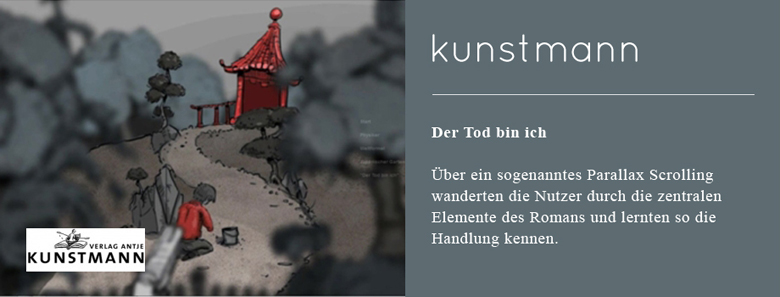 kunstmann
Der Tod bin ich
Über ein sogenanntes Parallax Scrolling
wanderten die Nutzer durch die zentralen
Elemente des Romans und lernten so die
Handlung kennen.
VERLAG ANTJE
KUNSTMANN